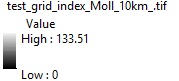 test_grid_index_Moll_10km_.tif
Value
High : 133.51
Low : 0